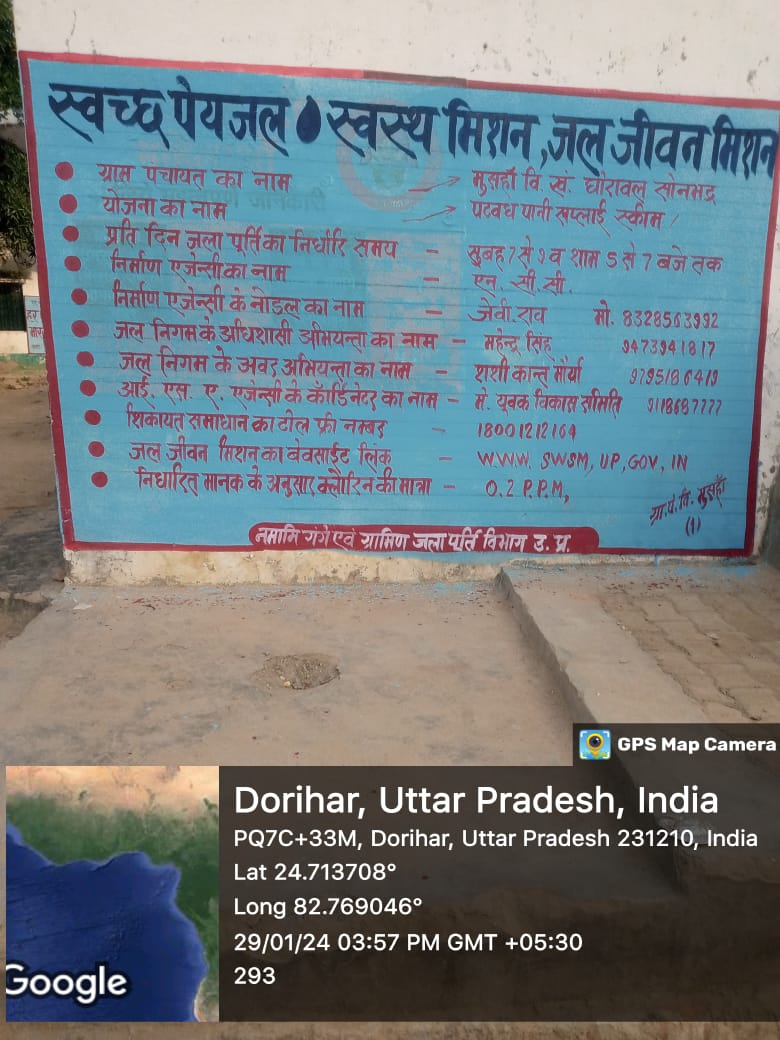 स्वच्छ पेयजल स्वस्थ मिशन, जल जीवन मिशन
ग्राम पंचायत का नाम → मुड़हाँ वि. खं. घोरावल सोनभद्र
योजना का नाम → पटवध पानी सप्लाई स्कीम
प्रति दिन जला पूर्ति का निर्धारि समय – सुबह 7 से 9 व शाम 5 से 7 बजे तक
निर्माण एजेन्सी का नाम – एन. सी. सी.
निर्माण एजेन्सी के नोडल का नाम – जेवी. राव मो. 8328563992
जल निगम के अधिशासी अभियन्ता का नाम – महेन्द्र सिंह 9473941817
जल निगम के अवर अभियन्ता का नाम – शशी कान्त मौर्या 9795186419
आई. एस. ए. एजेन्सी के कॉर्डिनेटर का नाम – मे. युवक विकास समिति 9118687777
शिकायत समाधान का टोल फ्री नम्बर – 18001212164
जल जीवन मिशन का वेवसाईट लिंक – WWW. SWSM, UP, GOV, IN
निर्धारित मानक के अनुसार क्लोरिन की मात्रा – 0.2 P.P.M,
ग्रा. पं. वि. मुड़हाँ
(1)
नमामि गंगे एवं ग्रामिण जला पूर्ति विभाग उ. प्र.
GPS Map Camera
Dorihar, Uttar Pradesh, India
PQ7C+33M, Dorihar, Uttar Pradesh 231210, India
Lat 24.713708°
Long 82.769046°
29/01/24 03:57 PM GMT +05:30
293
Google